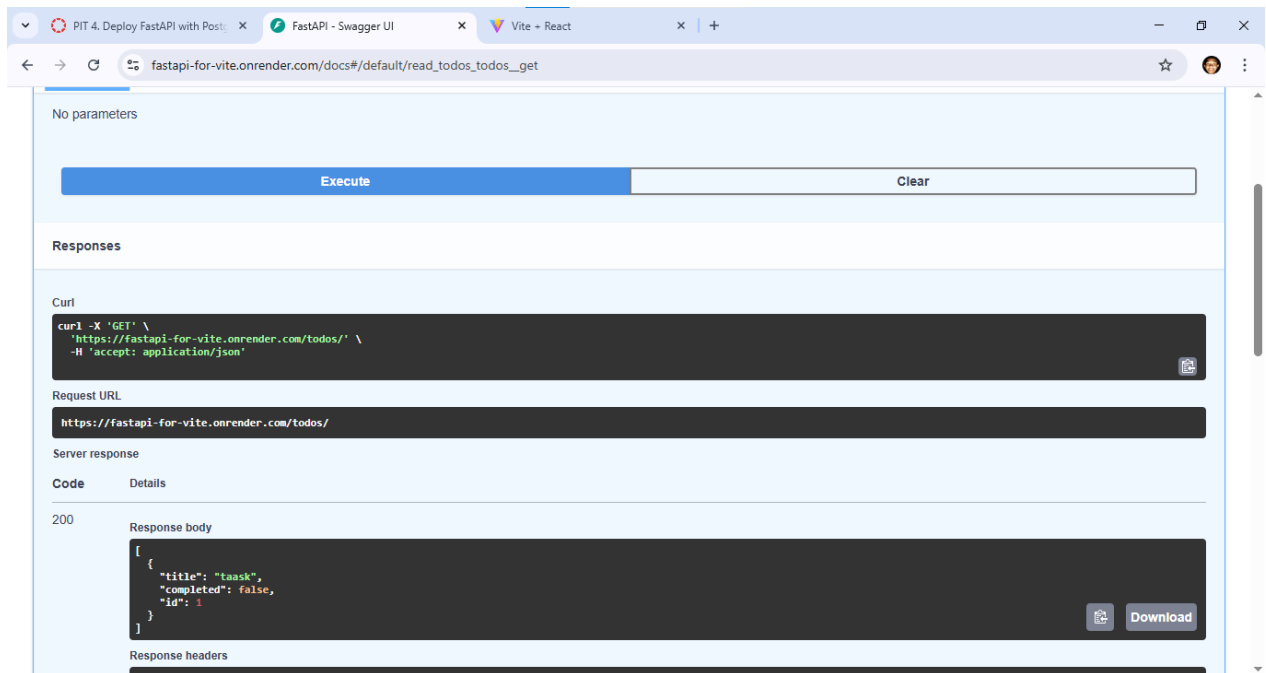 PIT 4. Deploy FastAPI with Postg
FastAPI - Swagger UI
Vite + React
fastapi-for-vite.onrender.com/docs#/default/read_todos_todos__get
No parameters
Execute
Clear
Responses
Curl
curl -X 'GET' \
'https://fastapi-for-vite.onrender.com/todos/' \
-H 'accept: application/json'
Request URL
https://fastapi-for-vite.onrender.com/todos/
Server response
Code
Details
200
Response body
[
{
"title": "taask",
"completed": false,
"id": 1
}
]
Download
Response headers